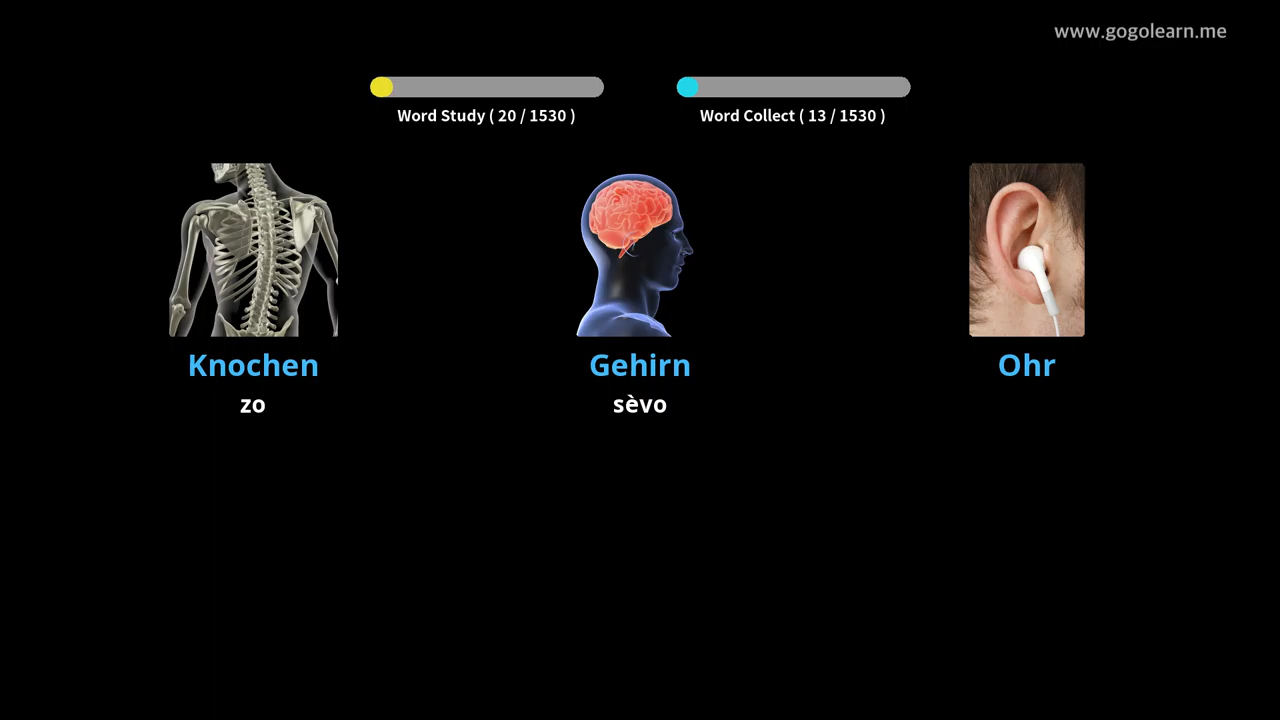 www.gogolearn.me
Word Study ( 20 / 1530 )
Word Collect ( 13 / 1530 )
Knochen
zo
Gehirn
sèvo
Ohr